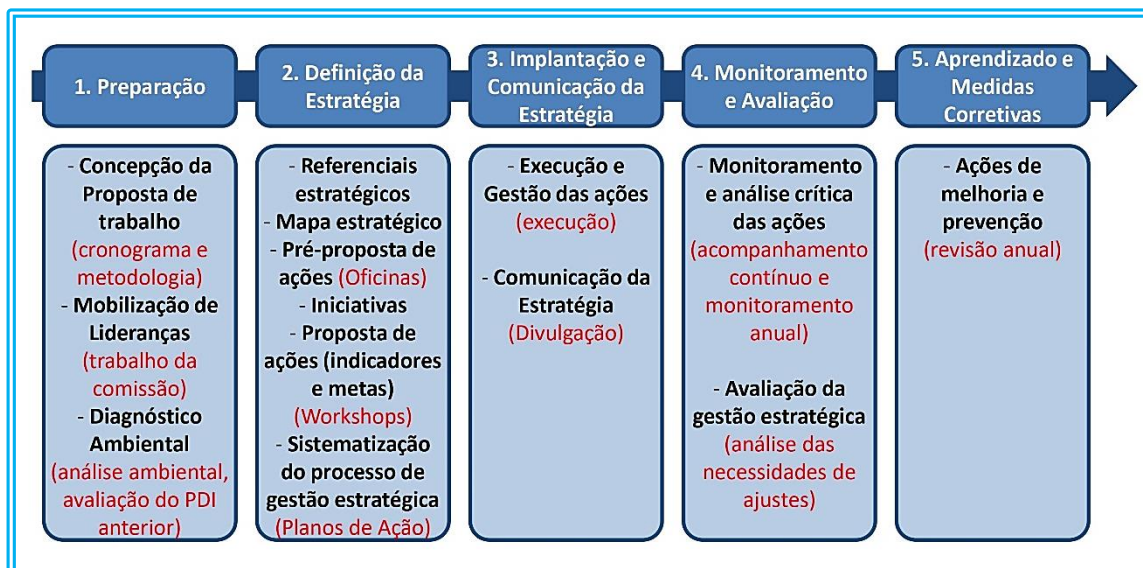 1. Preparação
- Concepção da
Proposta de
trabalho
(cronograma e
metodologia)
- Mobilização de
Lideranças
(trabalho da
comissão)
- Diagnóstico
Ambiental
(análise ambiental,
avaliação do PDI
anterior)
2. Definição da
Estratégia
- Referenciais
estratégicos
- Mapa estratégico
- Pré-proposta de
ações (Oficinas)
- Iniciativas
- Proposta de
ações (indicadores
e metas)
(Workshops)
- Sistematização
do processo de
gestão estratégica
(Planos de Ação)
3. Implantação e
Comunicação da
Estratégia
- Execução e
Gestão das ações
(execução)
- Comunicação da
Estratégia
(Divulgação)
4. Monitoramento
e Avaliação
- Monitoramento
e análise crítica
das ações
(acompanhamento
contínuo e
monitoramento
anual)
- Avaliação da
gestão estratégica
(análise das
necessidades de
ajustes)
5. Aprendizado e
Medidas
Corretivas
- Ações de
melhoria e
prevenção
(revisão anual)